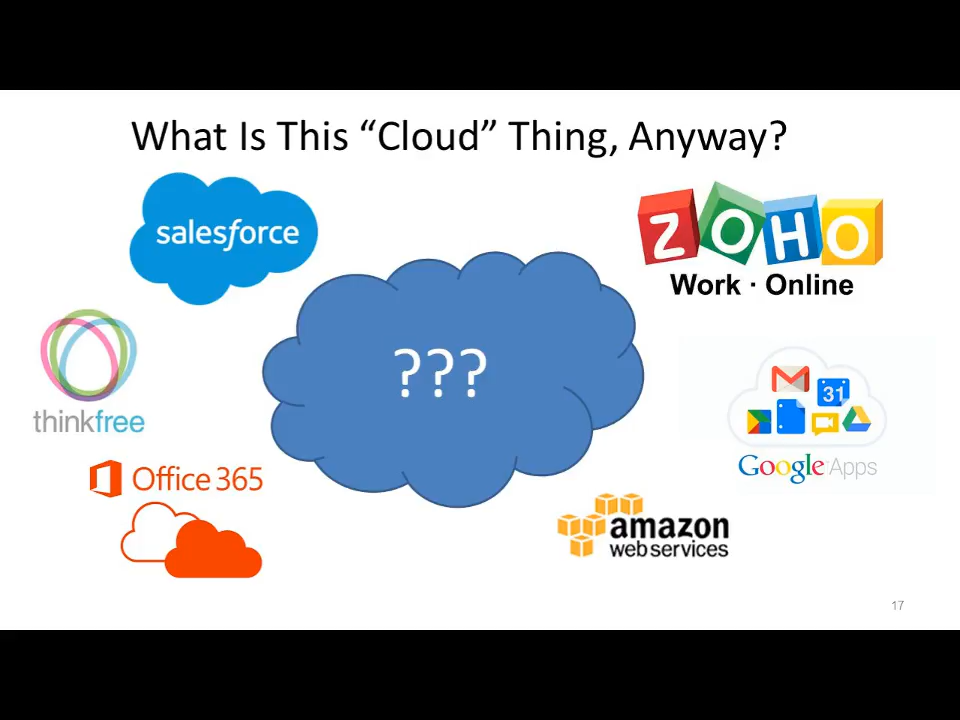 What Is This “Cloud” Thing, Anyway?
salesforce
ZOHO
Work · Online
???
thinkfree
31
Google Apps
Office 365
amazon
web services
17